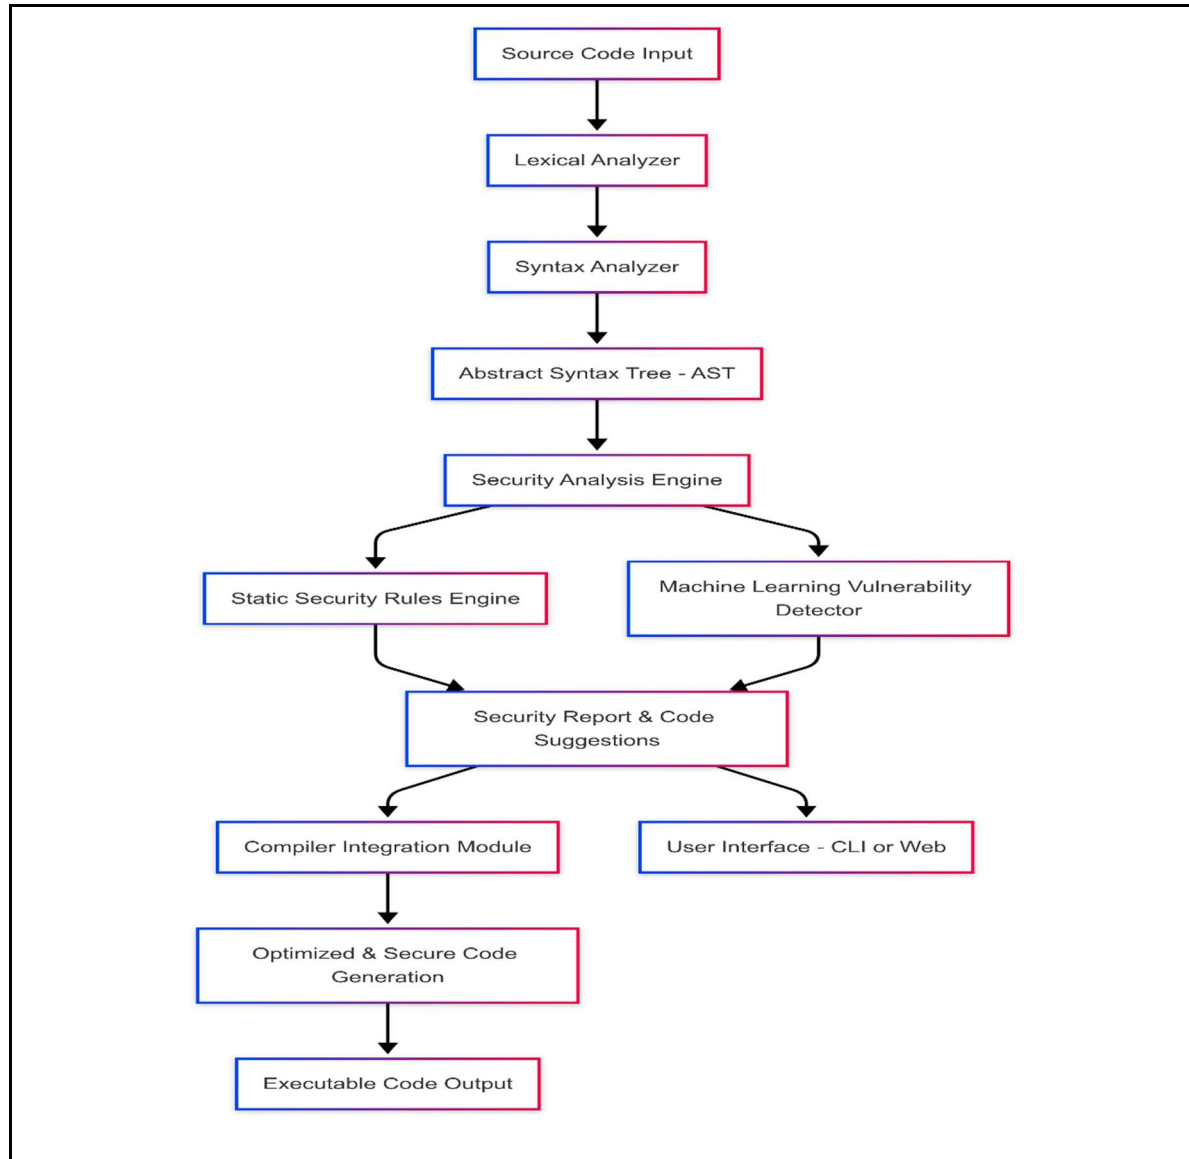 Source Code Input
Lexical Analyzer
Syntax Analyzer
Abstract Syntax Tree - AST
Security Analysis Engine
Static Security Rules Engine
Machine Learning Vulnerability
Detector
Security Report & Code
Suggestions
Compiler Integration Module
User Interface - CLI or Web
Optimized & Secure Code
Generation
Executable Code Output